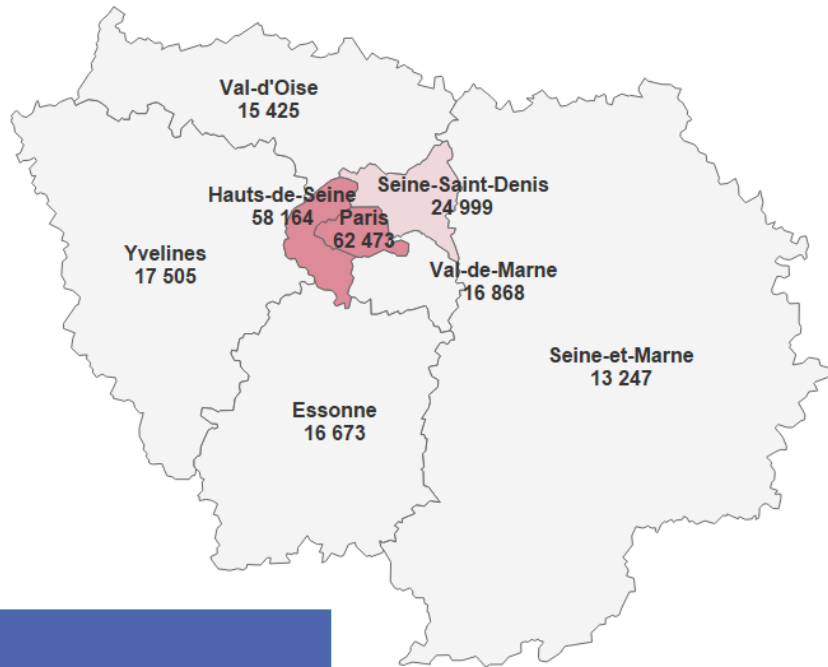 Val-d'Oise
15 425
Hauts-de-Seine
58 164
Seine-Saint-Denis
24 999
Paris
62 473
Yvelines
17 505
Val-de-Marne
16 868
Seine-et-Marne
13 247
Essonne
16 673